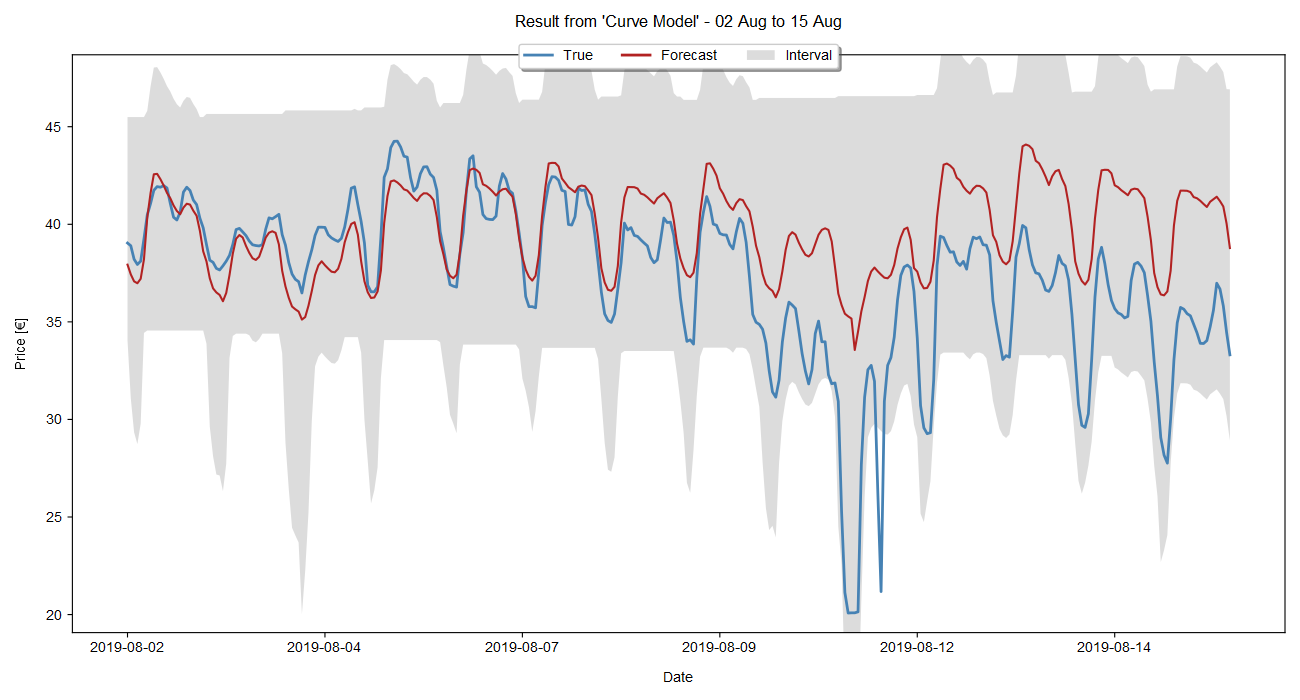 Result from 'Curve Model' - 02 Aug to 15 Aug
True Forecast Interval
45
40
35
30
25
20
Price [€]
2019-08-02 2019-08-04 2019-08-07 2019-08-09 2019-08-12 2019-08-14
Date